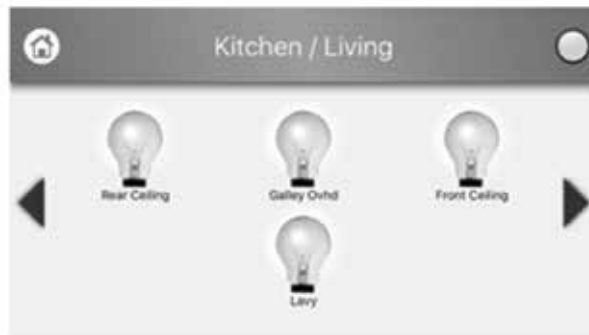 Kitchen / Living
Rear Ceiling
Galley Ovhd
Front Ceiling
Lavy